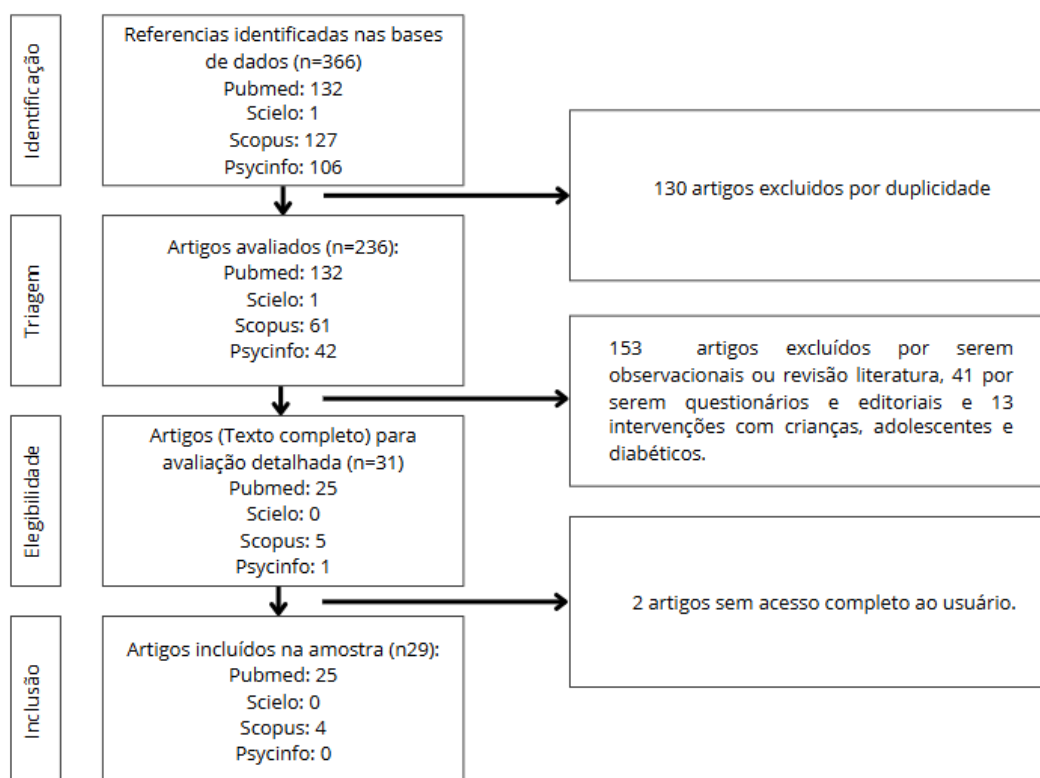 Identificação
Referencias identificadas nas bases
de dados (n=366)
Pubmed: 132
Scielo: 1
Scopus: 127
Psycinfo: 106
130 artigos excluidos por duplicidade
Triagem
Artigos avaliados (n=236):
Pubmed: 132
Scielo: 1
Scopus: 61
Psycinfo: 42
153 artigos excluídos por serem
observacionais ou revisão literatura, 41 por
serem questionários e editoriais e 13
intervenções com crianças, adolescentes e
diabéticos.
Elegibilidade
Artigos (Texto completo) para
avaliação detalhada (n=31)
Pubmed: 25
Scielo: 0
Scopus: 5
Psycinfo: 1
2 artigos sem acesso completo ao usuário.
Inclusão
Artigos incluídos na amostra (n29):
Pubmed: 25
Scielo: 0
Scopus: 4
Psycinfo: 0